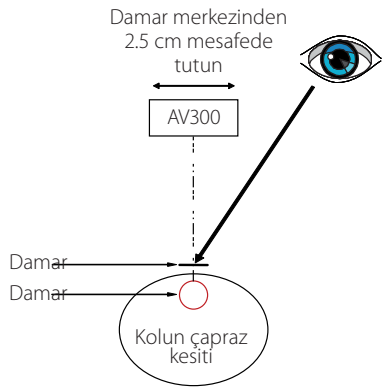 Damar merkezinden
2.5 cm mesafede
tutun
AV300
Damar
Damar
Kolun çapraz
kesiti